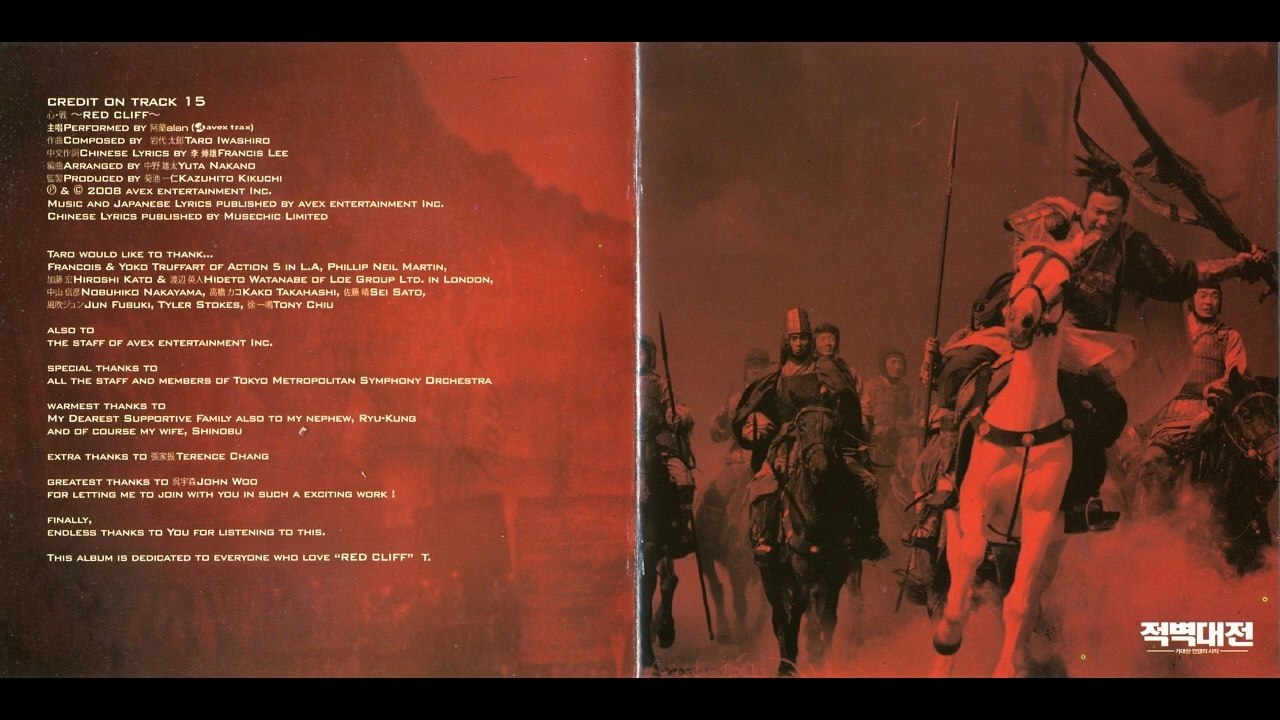 CREDIT ON TRACK 15
心·戦 ~RED CLIFF~
主唱PERFORMED BY 阿蘭alan (avex trax)
作曲COMPOSED BY 岩代 太郎TARO IWASHIRO
中文作詞CHINESE LYRICS BY 李 焯雄FRANCIS LEE
編曲ARRANGED BY 中野 雄太YUTA NAKANO
監製PRODUCED BY 菊池 一仁KAZUHITO KIKUCHI
℗ & © 2008 AVEX ENTERTAINMENT INC.
MUSIC AND JAPANESE LYRICS PUBLISHED BY AVEX ENTERTAINMENT INC.
CHINESE LYRICS PUBLISHED BY MUSECHIC LIMITED
TARO WOULD LIKE TO THANK...
FRANCOIS & YOKO TRUFFART OF ACTION 5 IN L.A, PHILLIP NEIL MARTIN,
加藤 宏HIROSHI KATO & 渡辺 英人HIDETO WATANABE OF LOE GROUP LTD. IN LONDON,
中山 信彦NOBUHIKO NAKAYAMA, 高橋 カコKAKO TAKAHASHI, 佐藤 晴SEI SATO,
風吹ジュンJUN FUBUKI, TYLER STOKES, 徐 一鳴TONY CHIU
ALSO TO
THE STAFF OF AVEX ENTERTAINMENT INC.
SPECIAL THANKS TO
ALL THE STAFF AND MEMBERS OF TOKYO METROPOLITAN SYMPHONY ORCHESTRA
WARMEST THANKS TO
MY DEAREST SUPPORTIVE FAMILY ALSO TO MY NEPHEW, RYU-KUNG
AND OF COURSE MY WIFE, SHINOBU
EXTRA THANKS TO 張家振TERENCE CHANG
GREATEST THANKS TO 吳宇森JOHN WOO
FOR LETTING ME TO JOIN WITH YOU IN SUCH A EXCITING WORK !
FINALLY,
ENDLESS THANKS TO YOU FOR LISTENING TO THIS.
THIS ALBUM IS DEDICATED TO EVERYONE WHO LOVE "RED CLIFF" T.
적벽대전
거대한 전쟁의 시작